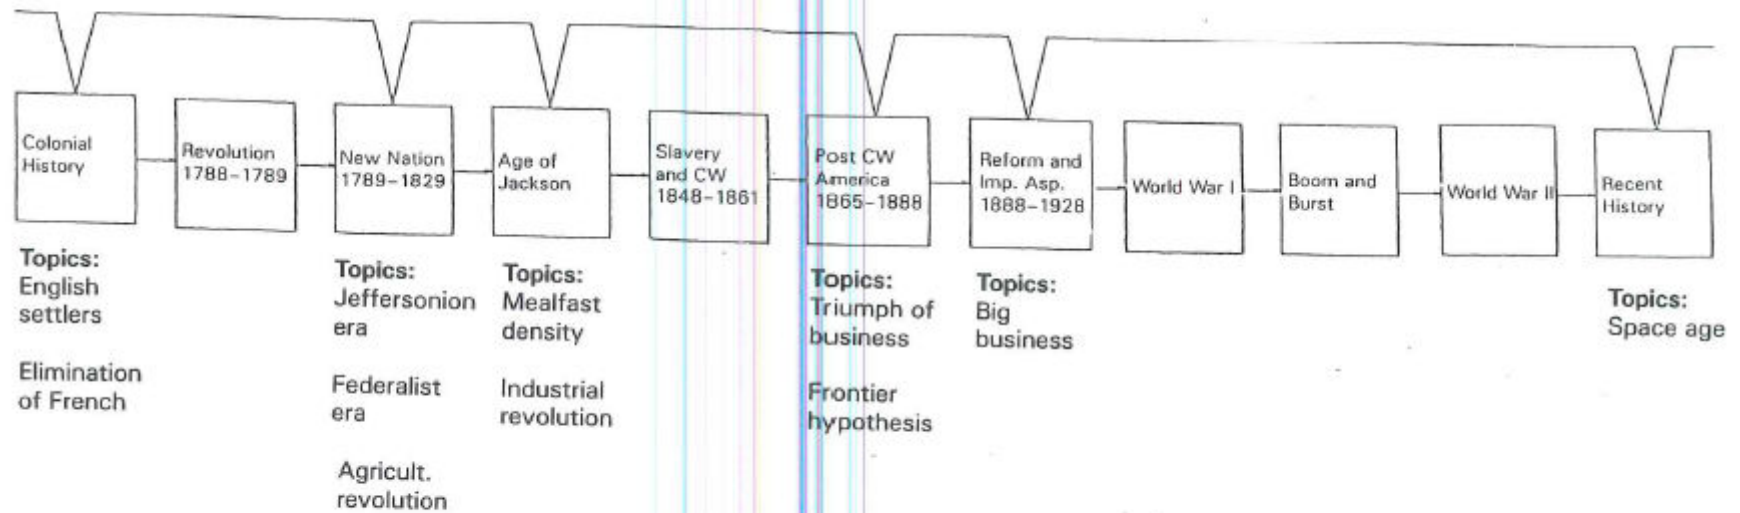 Colonial
History
Revolution
1788–1789
New Nation
1789–1829
Age of
Jackson
Slavery
and CW
1848–1861
Post CW
America
1865–1888
Reform and
Imp. Asp.
1888–1928
World War I
Boom and
Burst
World War II
Recent
History
Topics:
English
settlers
Elimination
of French
Topics:
Jeffersonion
era
Federalist
era
Agricult.
revolution
Topics:
Mealfast
density
Industrial
revolution
Topics:
Triumph of
business
Frontier
hypothesis
Topics:
Big
business
Topics:
Space age